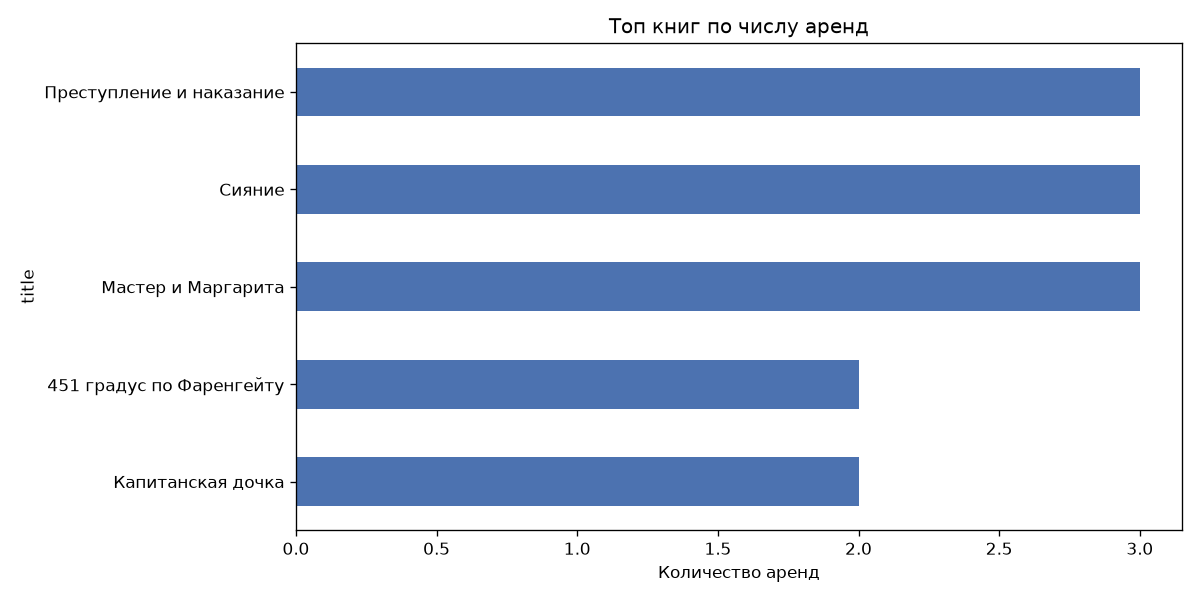 Топ книг по числу аренд
Преступление и наказание
Сияние
Мастер и Маргарита
451 градус по Фаренгейту
Капитанская дочка
title
0.0 0.5 1.0 1.5 2.0 2.5 3.0
Количество аренд